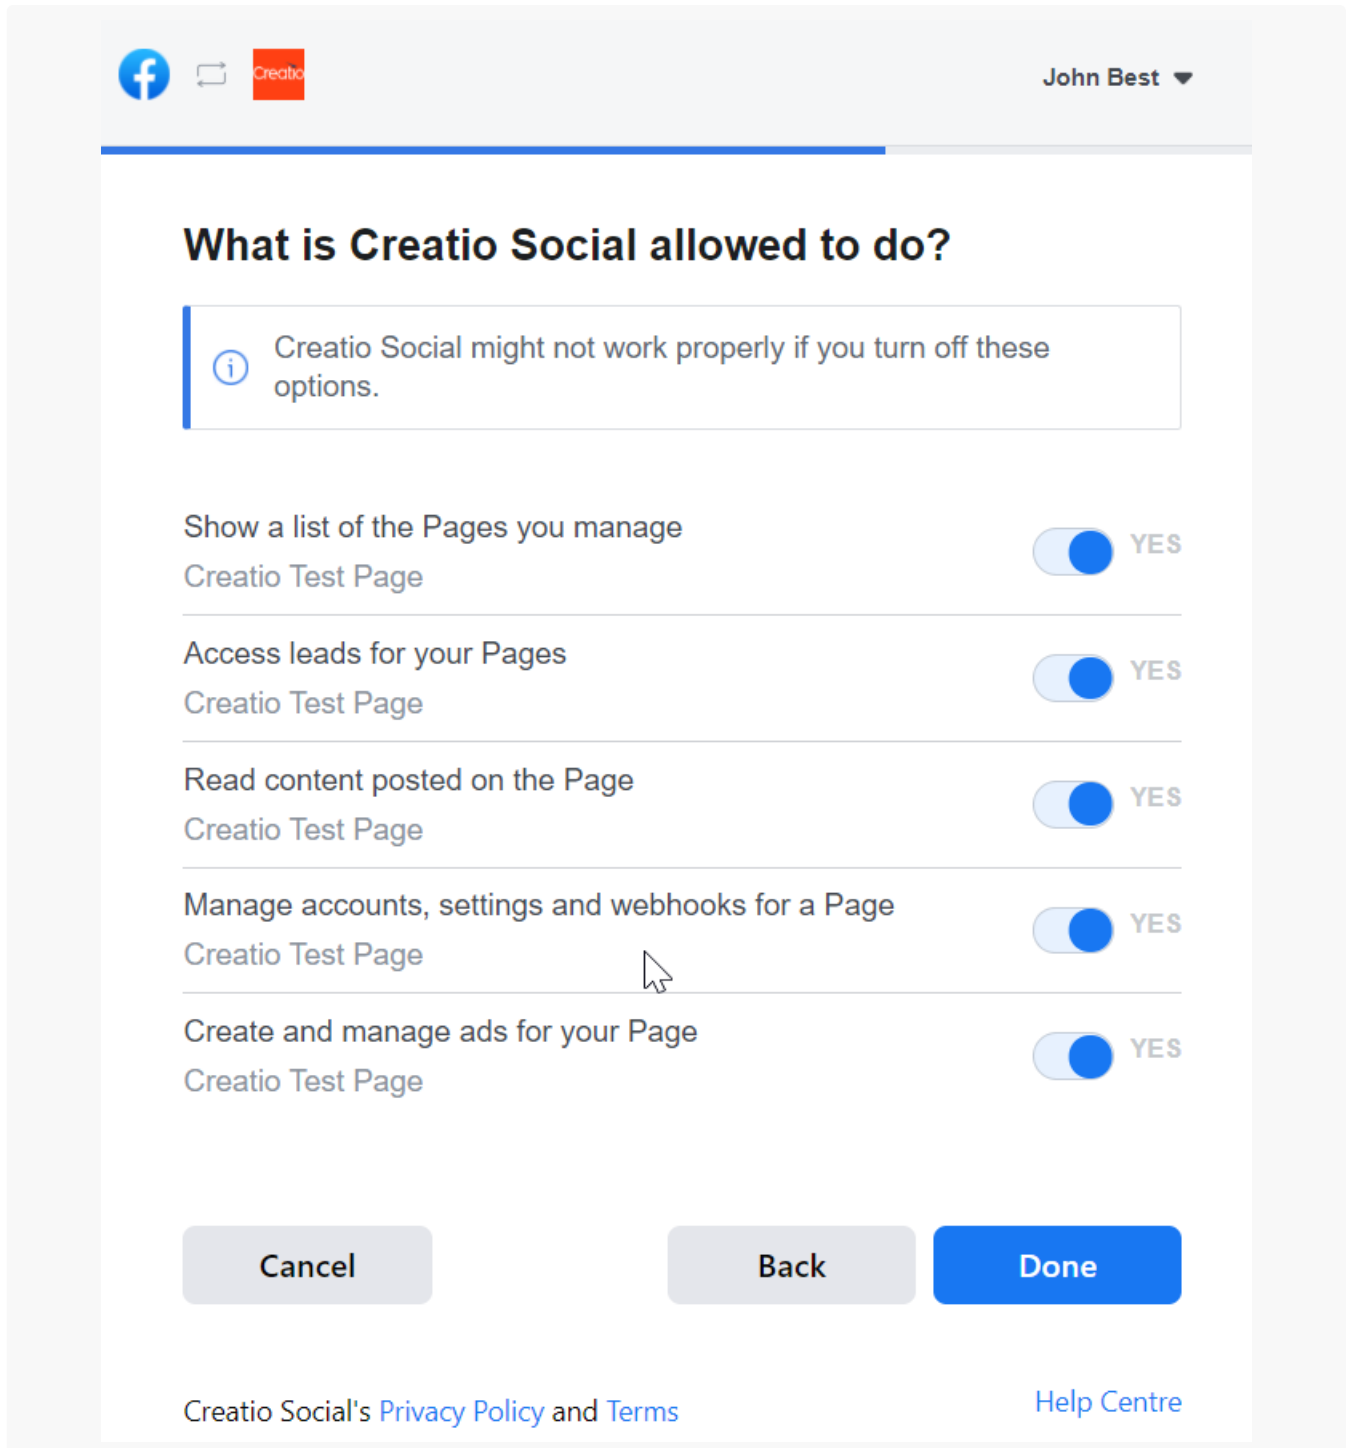 Creatio
John Best
What is Creatio Social allowed to do?
Creatio Social might not work properly if you turn off these
options.
Show a list of the Pages you manage
YES
Creatio Test Page
Access leads for your Pages
YES
Creatio Test Page
Read content posted on the Page
YES
Creatio Test Page
Manage accounts, settings and webhooks for a Page
YES
Creatio Test Page
Create and manage ads for your Page
YES
Creatio Test Page
Cancel
Back
Done
Creatio Social's Privacy Policy and Terms
Help Centre